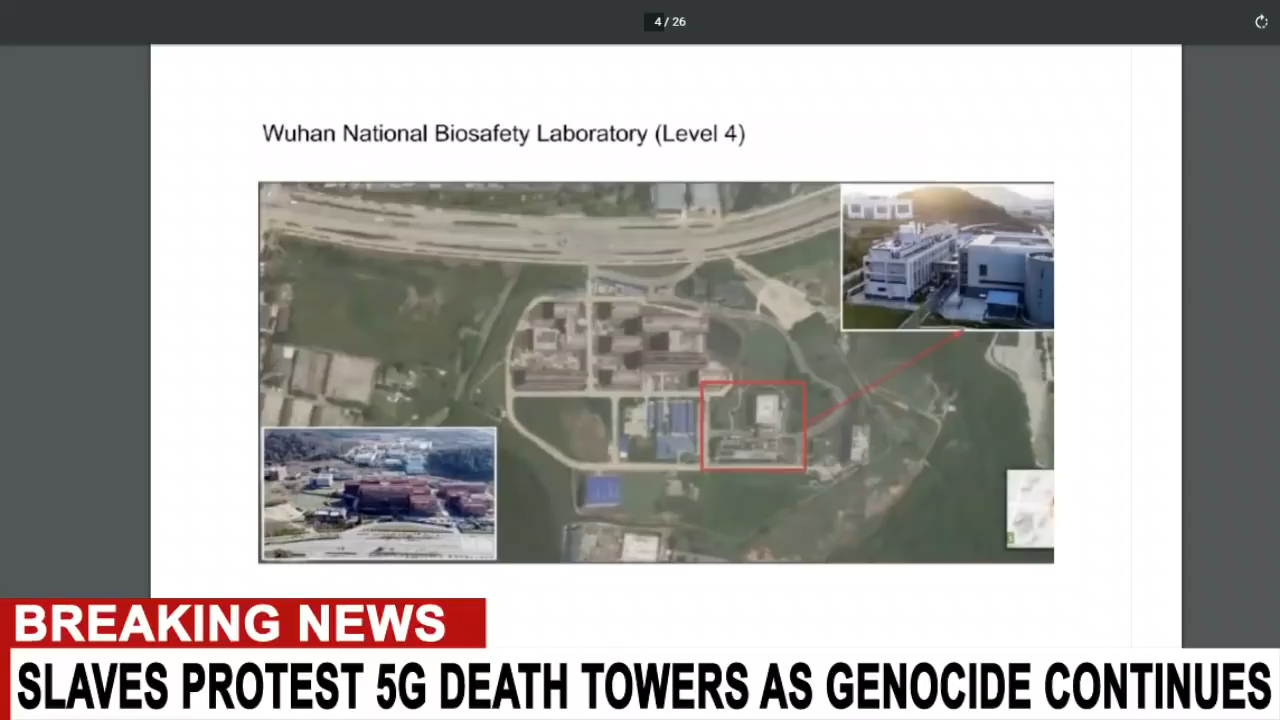 4 / 26
Wuhan National Biosafety Laboratory (Level 4)
BREAKING NEWS
SLAVES PROTEST 5G DEATH TOWERS AS GENOCIDE CONTINUES